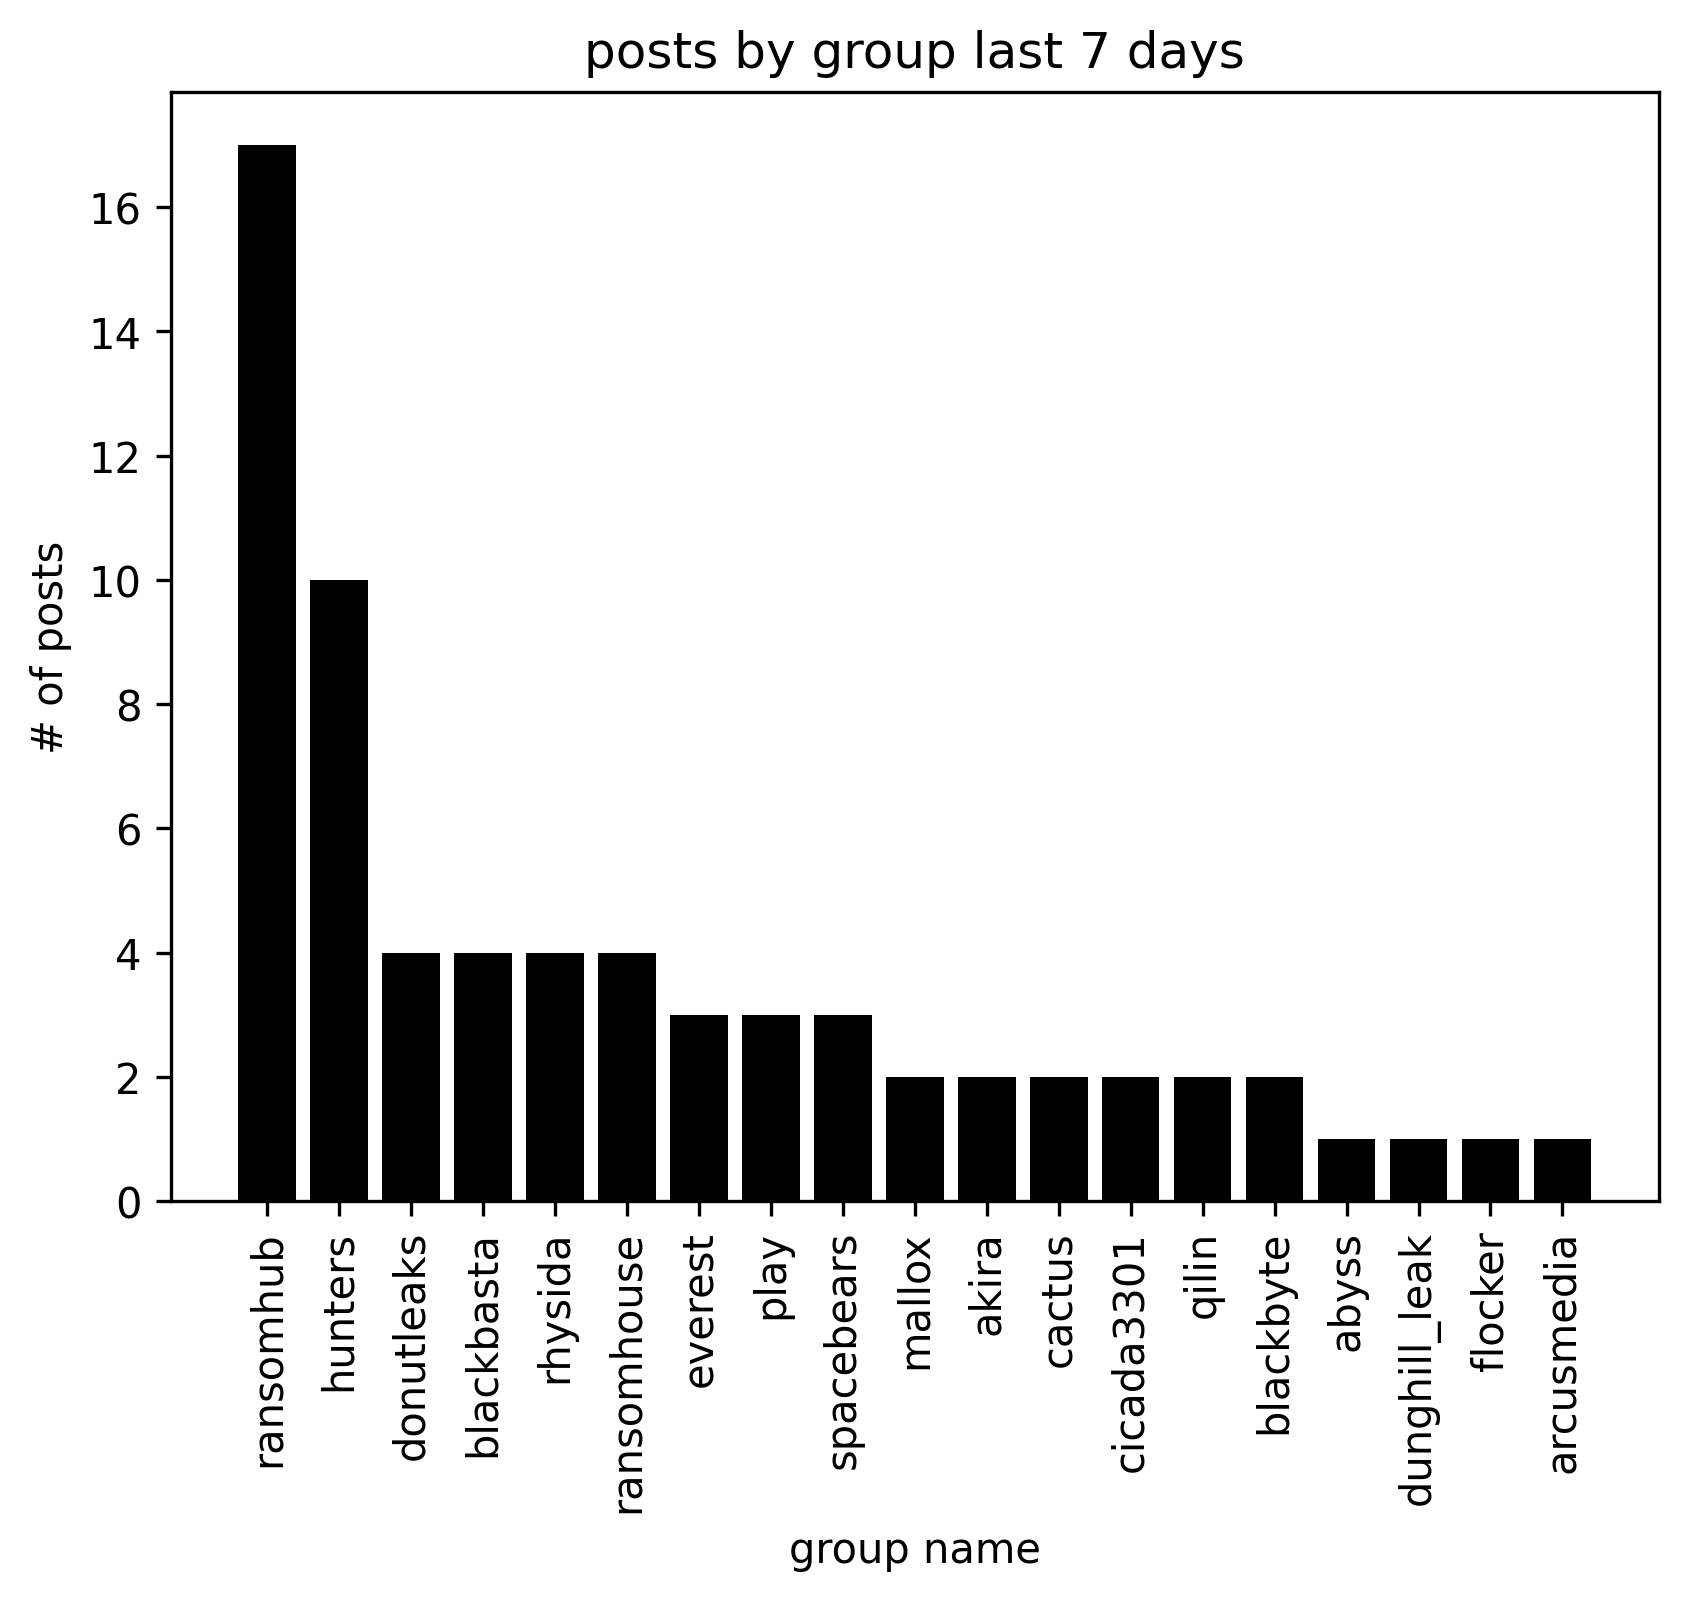 posts by group last 7 days
# of posts
16
14
12
10
8
6
4
2
0
ransomhub
hunters
donutleaks
blackbasta
rhysida
ransomhouse
everest
play
spacebears
mallox
akira
cactus
cicada3301
qilin
blackbyte
abyss
dunghill_leak
flocker
arcusmedia
group name